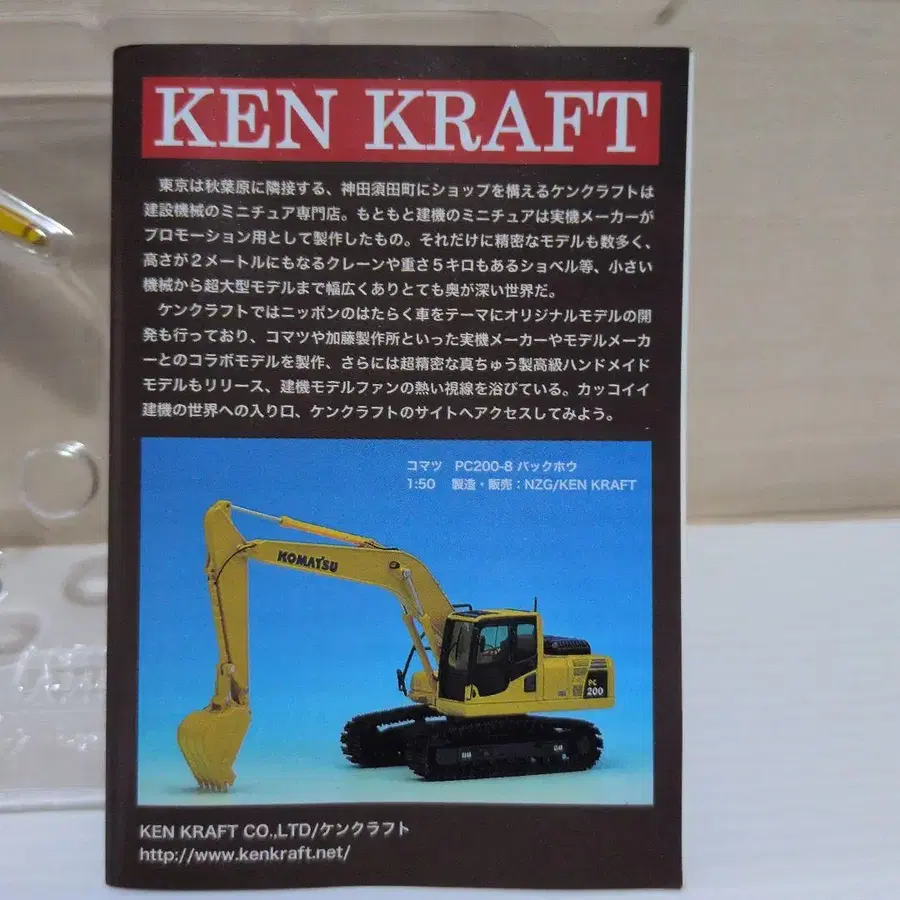 KEN KRAFT
東京は秋葉原に隣接する、神田須田町にショップを構えるケンクラフトは
建設機械のミニチュア専門店。もともと建機のミニチュアは実機メーカーが
プロモーション用として製作したもの。それだけに精密なモデルも数多く、
高さが2メートルにもなるクレーンや重さ5キロもあるショベル等、小さい
機械から超大型モデルまで幅広くありとても奥が深い世界だ。
ケンクラフトではニッポンのはたらく車をテーマにオリジナルモデルの開
発も行っており、コマツや加藤製作所といった実機メーカーやモデルメーカ
ーとのコラボモデルを製作、さらには超精密な真ちゅう製高級ハンドメイド
モデルもリリース、建機モデルファンの熱い視線を浴びている。カッコイイ
建機の世界への入り口、ケンクラフトのサイトへアクセスしてみよう。
コマツ PC200-8 バックホウ
1:50 製造・販売：NZG/KEN KRAFT
KOMATSU
PC
200
KEN KRAFT CO.,LTD/ケンクラフト
http://www.kenkraft.net/